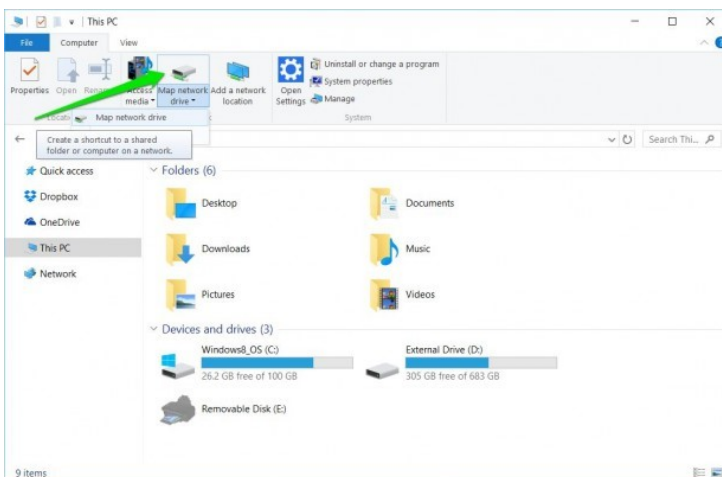 This PC
File Computer View
Properties Open Rename Access media Map network drive Add a network location Open Settings Uninstall or change a program
System properties
Manage
System
Map network drive
Create a shortcut to a shared
folder or computer on a network.
Search Thi...
Quick access
Dropbox
OneDrive
This PC
Network
Folders (6)
Desktop
Documents
Downloads
Music
Pictures
Videos
Devices and drives (3)
Windows8_OS (C:)
26.2 GB free of 100 GB
External Drive (D:)
305 GB free of 683 GB
Removable Disk (E:)
9 items